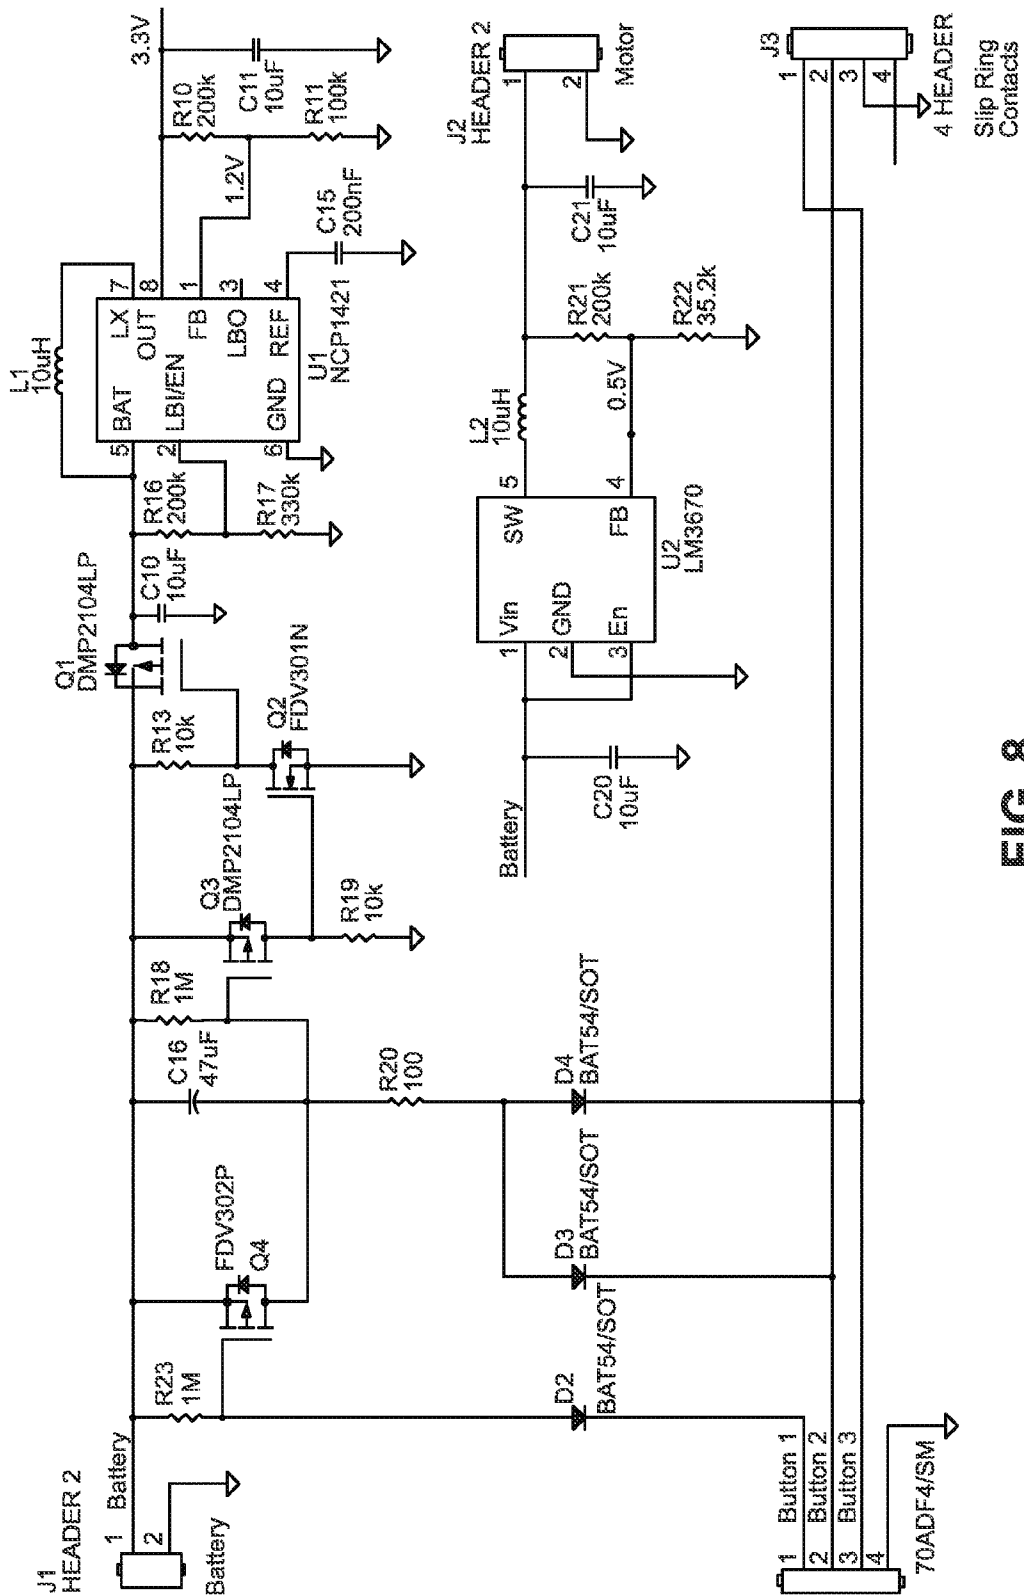 J1
HEADER 2
1
2
Battery
Battery
R23
1M
FDV302P
Q4
C16
47uF
R18
1M
Q3
DMP2104LP
R19
10k
R13
10k
Q2
FDV301N
Q1
DMP2104LP
C10
10uF
R16
200k
R17
330k
L1
10uH
5
BAT
LX
7
OUT
8
2
LBI/EN
FB
1
LBO
3
6
GND
REF
4
U1
NCP1421
3.3V
R10
200k
C11
10uF
R11
100k
1.2V
C15
200nF
R20
100
D2
BAT54/SOT
D3
BAT54/SOT
D4
BAT54/SOT
Battery
C20
10uF
1
Vin
SW
5
2
GND
3
En
FB
4
U2
LM3670
L2
10uH
0.5V
R21
200k
R22
35.2k
C21
10uF
J2
HEADER 2
1
2
Motor
1
2
3
4
Button 1
Button 2
Button 3
70ADF4/SM
J3
1
2
3
4
4 HEADER
Slip Ring
Contacts
FIG. 8